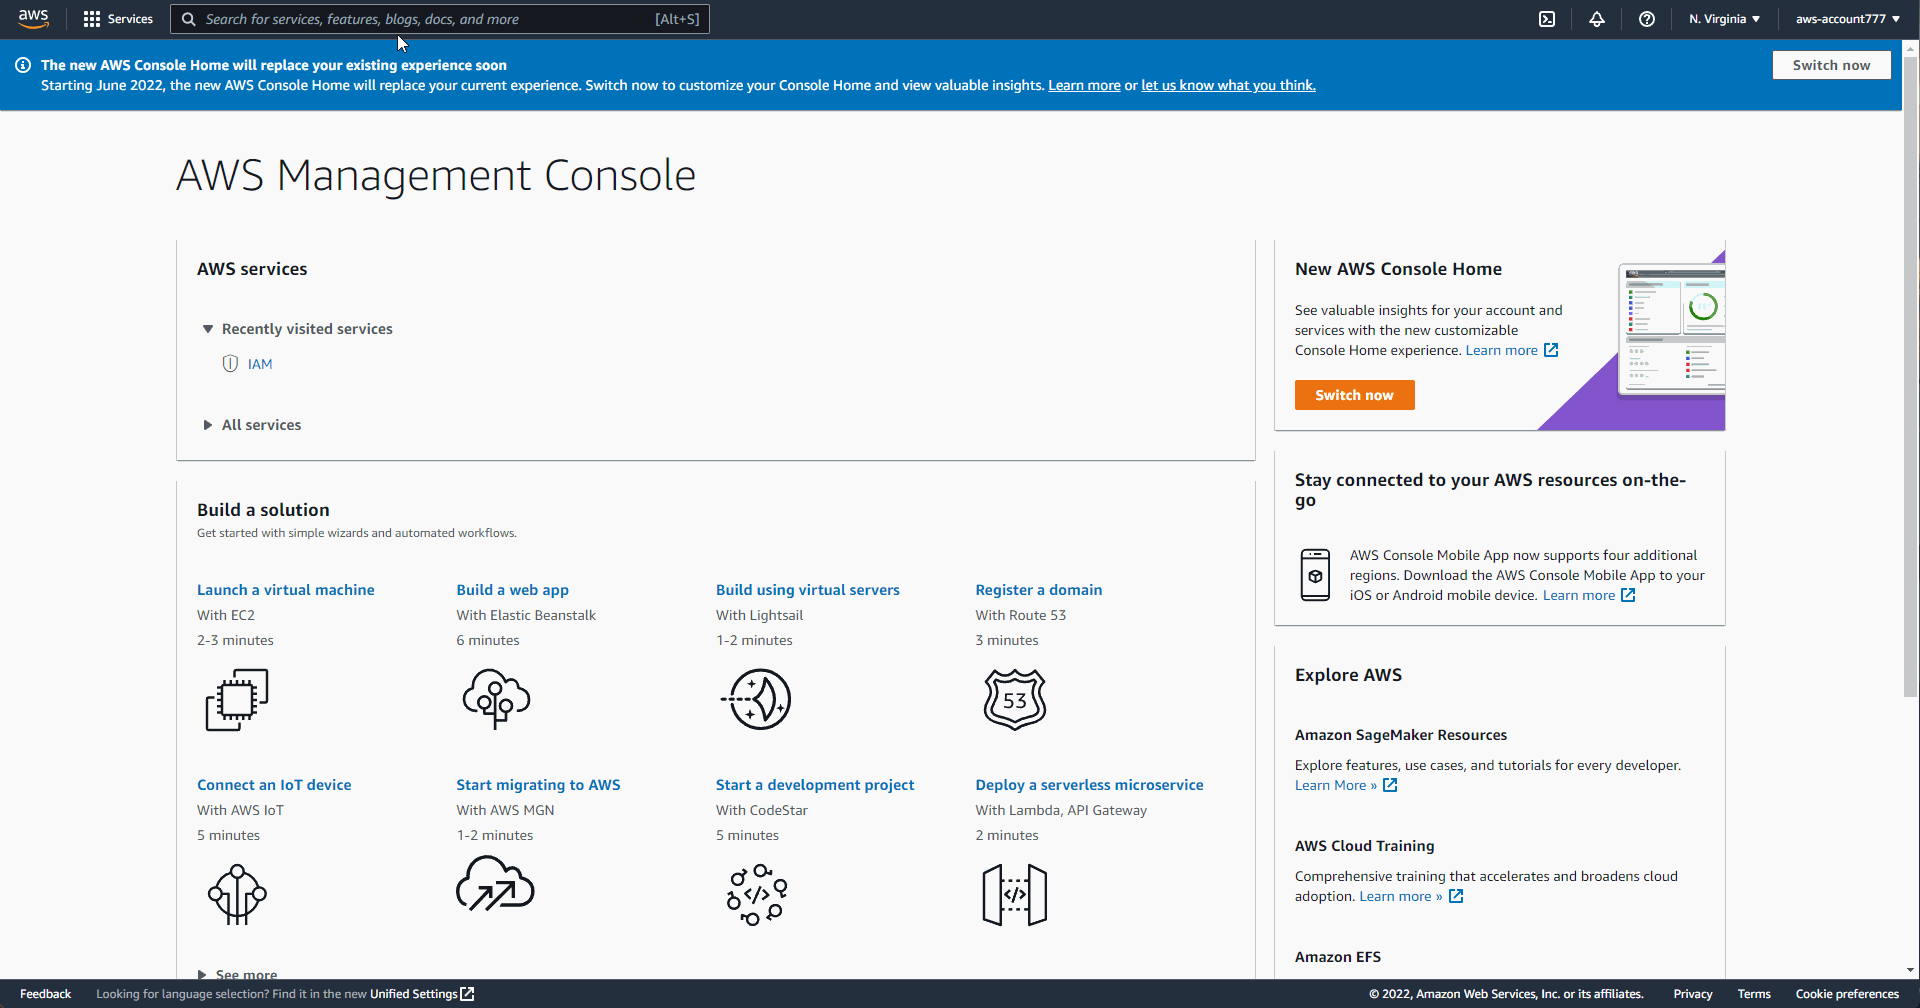 aws
Services
Search for services, features, blogs, docs, and more
[Alt+S]
N. Virginia
aws-account777
The new AWS Console Home will replace your existing experience soon
Starting June 2022, the new AWS Console Home will replace your current experience. Switch now to customize your Console Home and view valuable insights. Learn more or let us know what you think.
Switch now
AWS Management Console
AWS services
Recently visited services
IAM
All services
Build a solution
Get started with simple wizards and automated workflows.
Launch a virtual machine
With EC2
2-3 minutes
Build a web app
With Elastic Beanstalk
6 minutes
Build using virtual servers
With Lightsail
1-2 minutes
Register a domain
With Route 53
3 minutes
53
Connect an IoT device
With AWS IoT
5 minutes
Start migrating to AWS
With AWS MGN
1-2 minutes
Start a development project
With CodeStar
5 minutes
</>
Deploy a serverless microservice
With Lambda, API Gateway
2 minutes
</>
See more
New AWS Console Home
See valuable insights for your account and
services with the new customizable
Console Home experience. Learn more
Switch now
Stay connected to your AWS resources on-the-
go
AWS Console Mobile App now supports four additional
regions. Download the AWS Console Mobile App to your
iOS or Android mobile device. Learn more
Explore AWS
Amazon SageMaker Resources
Explore features, use cases, and tutorials for every developer.
Learn More »
AWS Cloud Training
Comprehensive training that accelerates and broadens cloud
adoption. Learn more »
Amazon EFS
Feedback
Looking for language selection? Find it in the new Unified Settings
© 2022, Amazon Web Services, Inc. or its affiliates.
Privacy
Terms
Cookie preferences